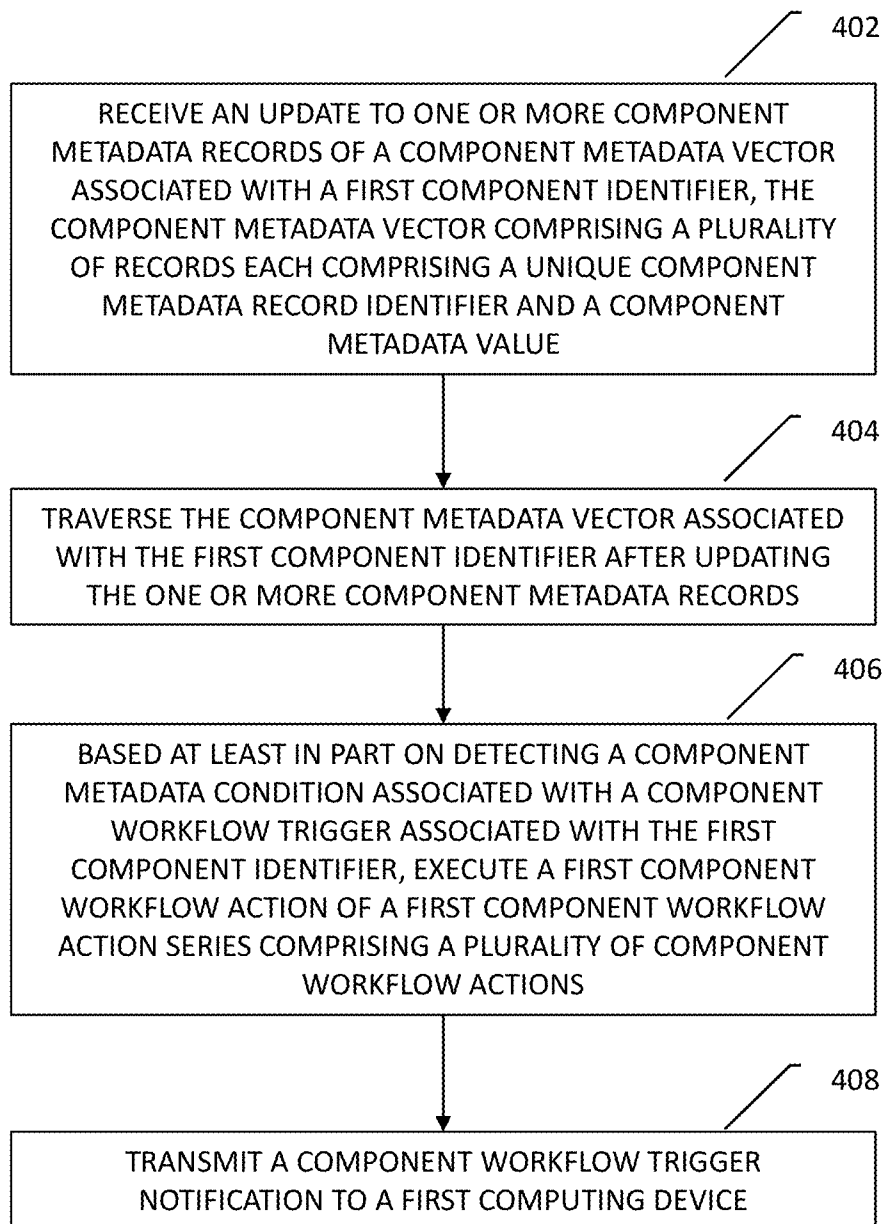 402
RECEIVE AN UPDATE TO ONE OR MORE COMPONENT
METADATA RECORDS OF A COMPONENT METADATA VECTOR
ASSOCIATED WITH A FIRST COMPONENT IDENTIFIER, THE
COMPONENT METADATA VECTOR COMPRISING A PLURALITY
OF RECORDS EACH COMPRISING A UNIQUE COMPONENT
METADATA RECORD IDENTIFIER AND A COMPONENT
METADATA VALUE
404
TRAVERSE THE COMPONENT METADATA VECTOR ASSOCIATED
WITH THE FIRST COMPONENT IDENTIFIER AFTER UPDATING
THE ONE OR MORE COMPONENT METADATA RECORDS
406
BASED AT LEAST IN PART ON DETECTING A COMPONENT
METADATA CONDITION ASSOCIATED WITH A COMPONENT
WORKFLOW TRIGGER ASSOCIATED WITH THE FIRST
COMPONENT IDENTIFIER, EXECUTE A FIRST COMPONENT
WORKFLOW ACTION OF A FIRST COMPONENT WORKFLOW
ACTION SERIES COMPRISING A PLURALITY OF COMPONENT
WORKFLOW ACTIONS
408
TRANSMIT A COMPONENT WORKFLOW TRIGGER
NOTIFICATION TO A FIRST COMPUTING DEVICE